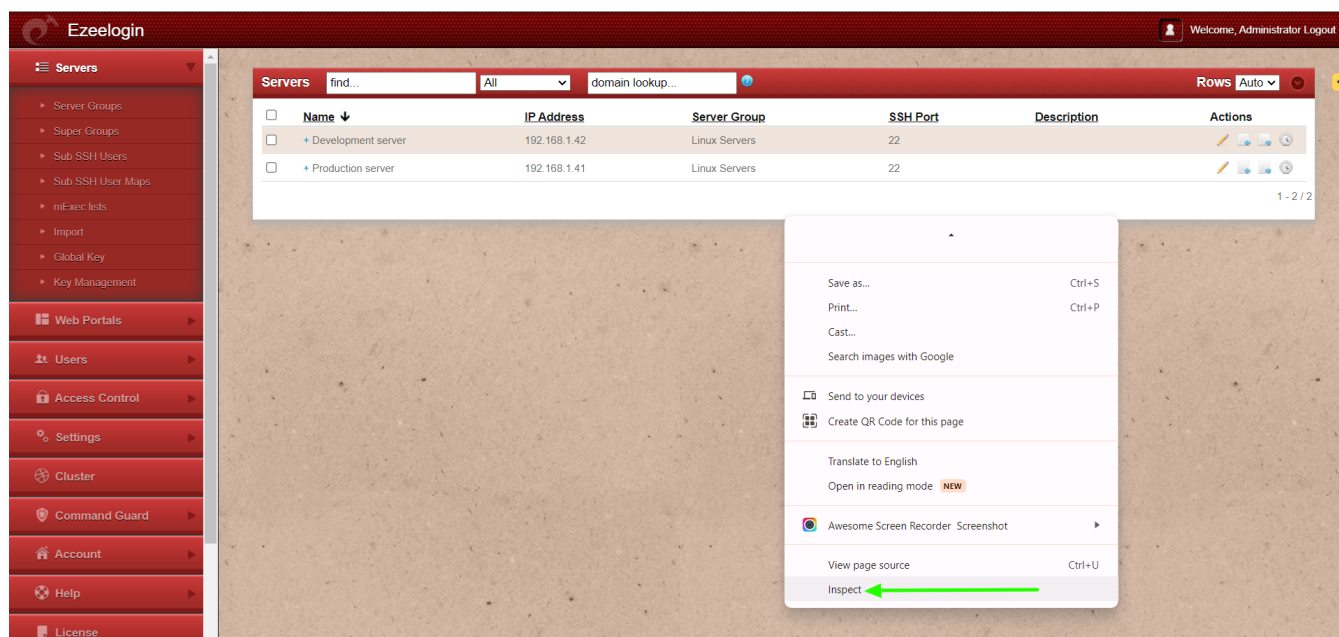 Ezeelogin
Welcome, Administrator Logout
Servers
Server Groups
Super Groups
Sub SSH Users
Sub SSH User Maps
mExec lists
Import
Global Key
Key Management
Web Portals
Users
Access Control
Settings
Cluster
Command Guard
Account
Help
License
Servers find... All domain lookup... Rows Auto
Name IP Address Server Group SSH Port Description Actions
+ Development server 192.168.1.42 Linux Servers 22
+ Production server 192.168.1.41 Linux Servers 22
1 - 2 / 2
Save as... Ctrl+S
Print... Ctrl+P
Cast...
Search images with Google
Send to your devices
Create QR Code for this page
Translate to English
Open in reading mode NEW
Awesome Screen Recorder Screenshot
View page source Ctrl+U
Inspect